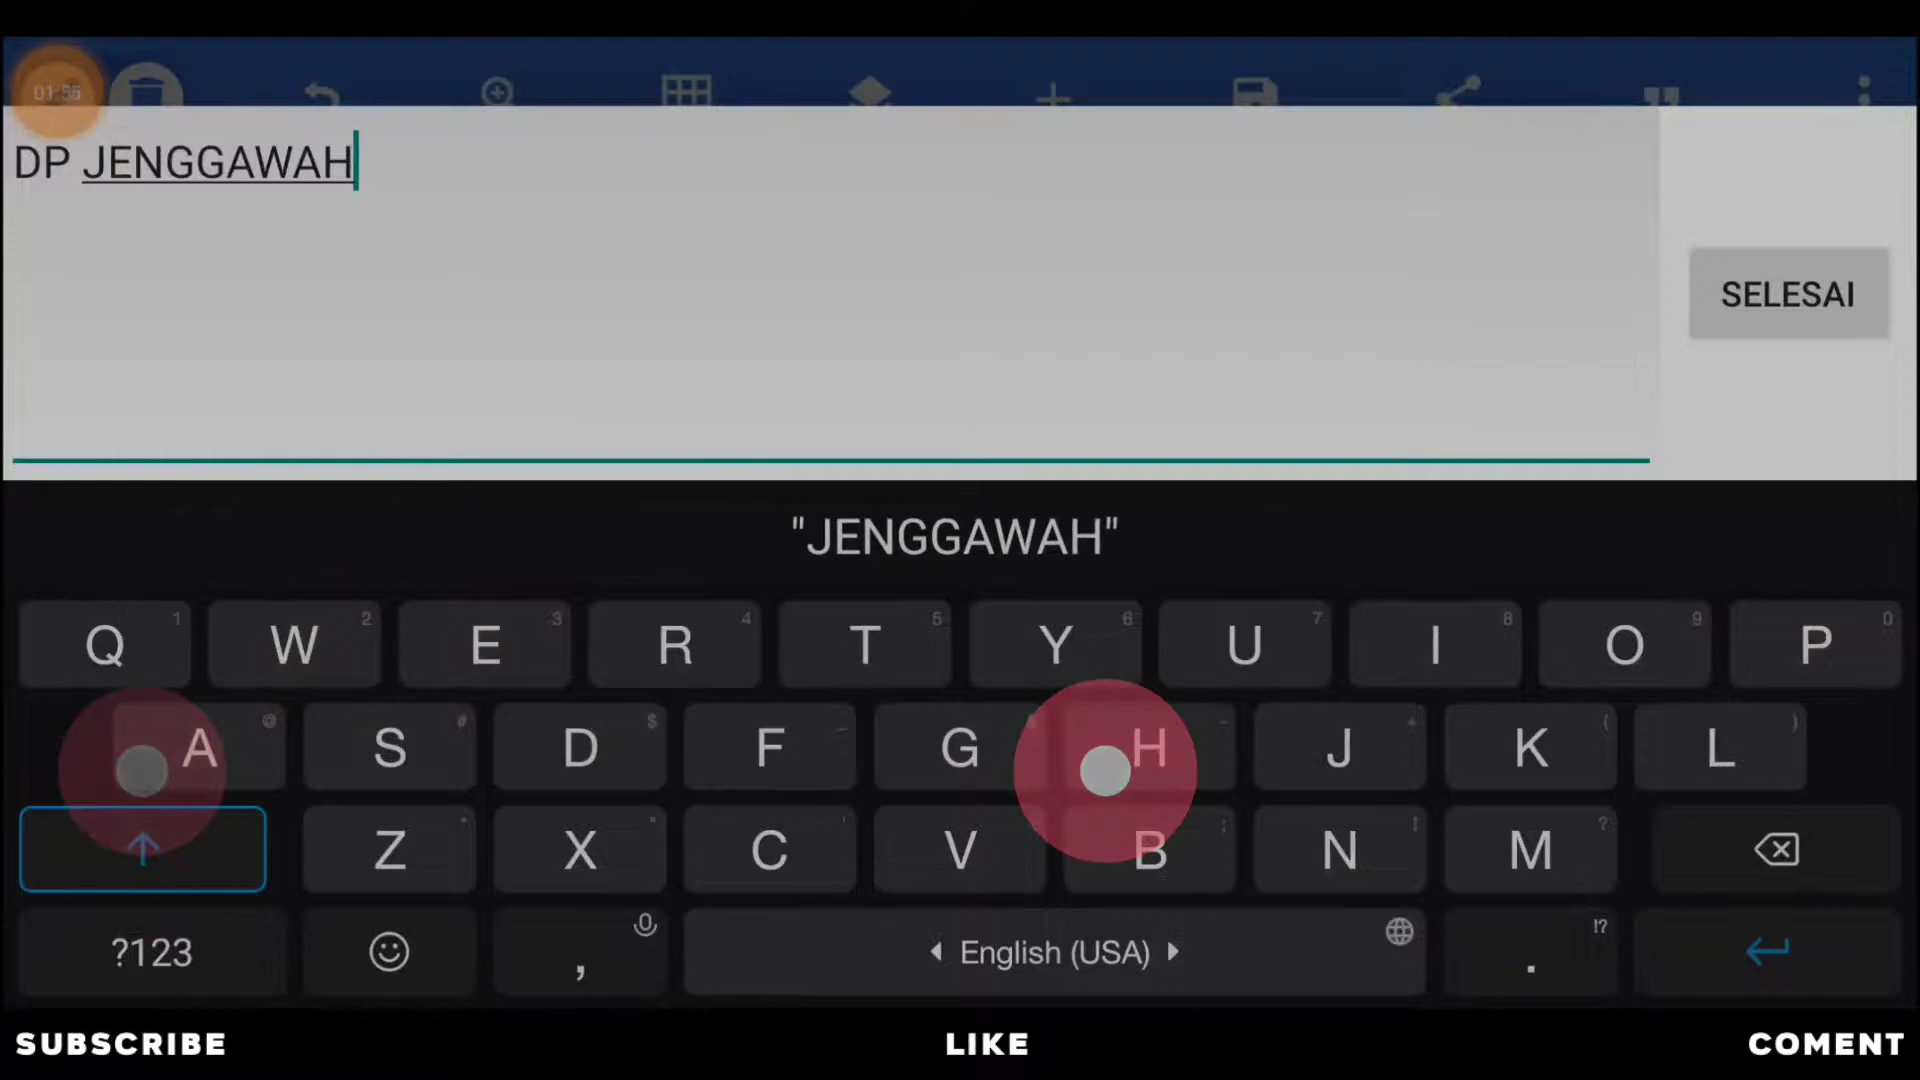 01:55
DP JENGGAWAH
SELESAI
"JENGGAWAH"
Q 1 W 2 E 3 R 4 T 5 Y 6 U 7 I 8 O 9 P 0
A @ S # D $ F _ G H - J + K ( L )
Z * X " C ' V : B ; N ! M ?
?123 , English (USA) . !?
SUBSCRIBE LIKE COMENT